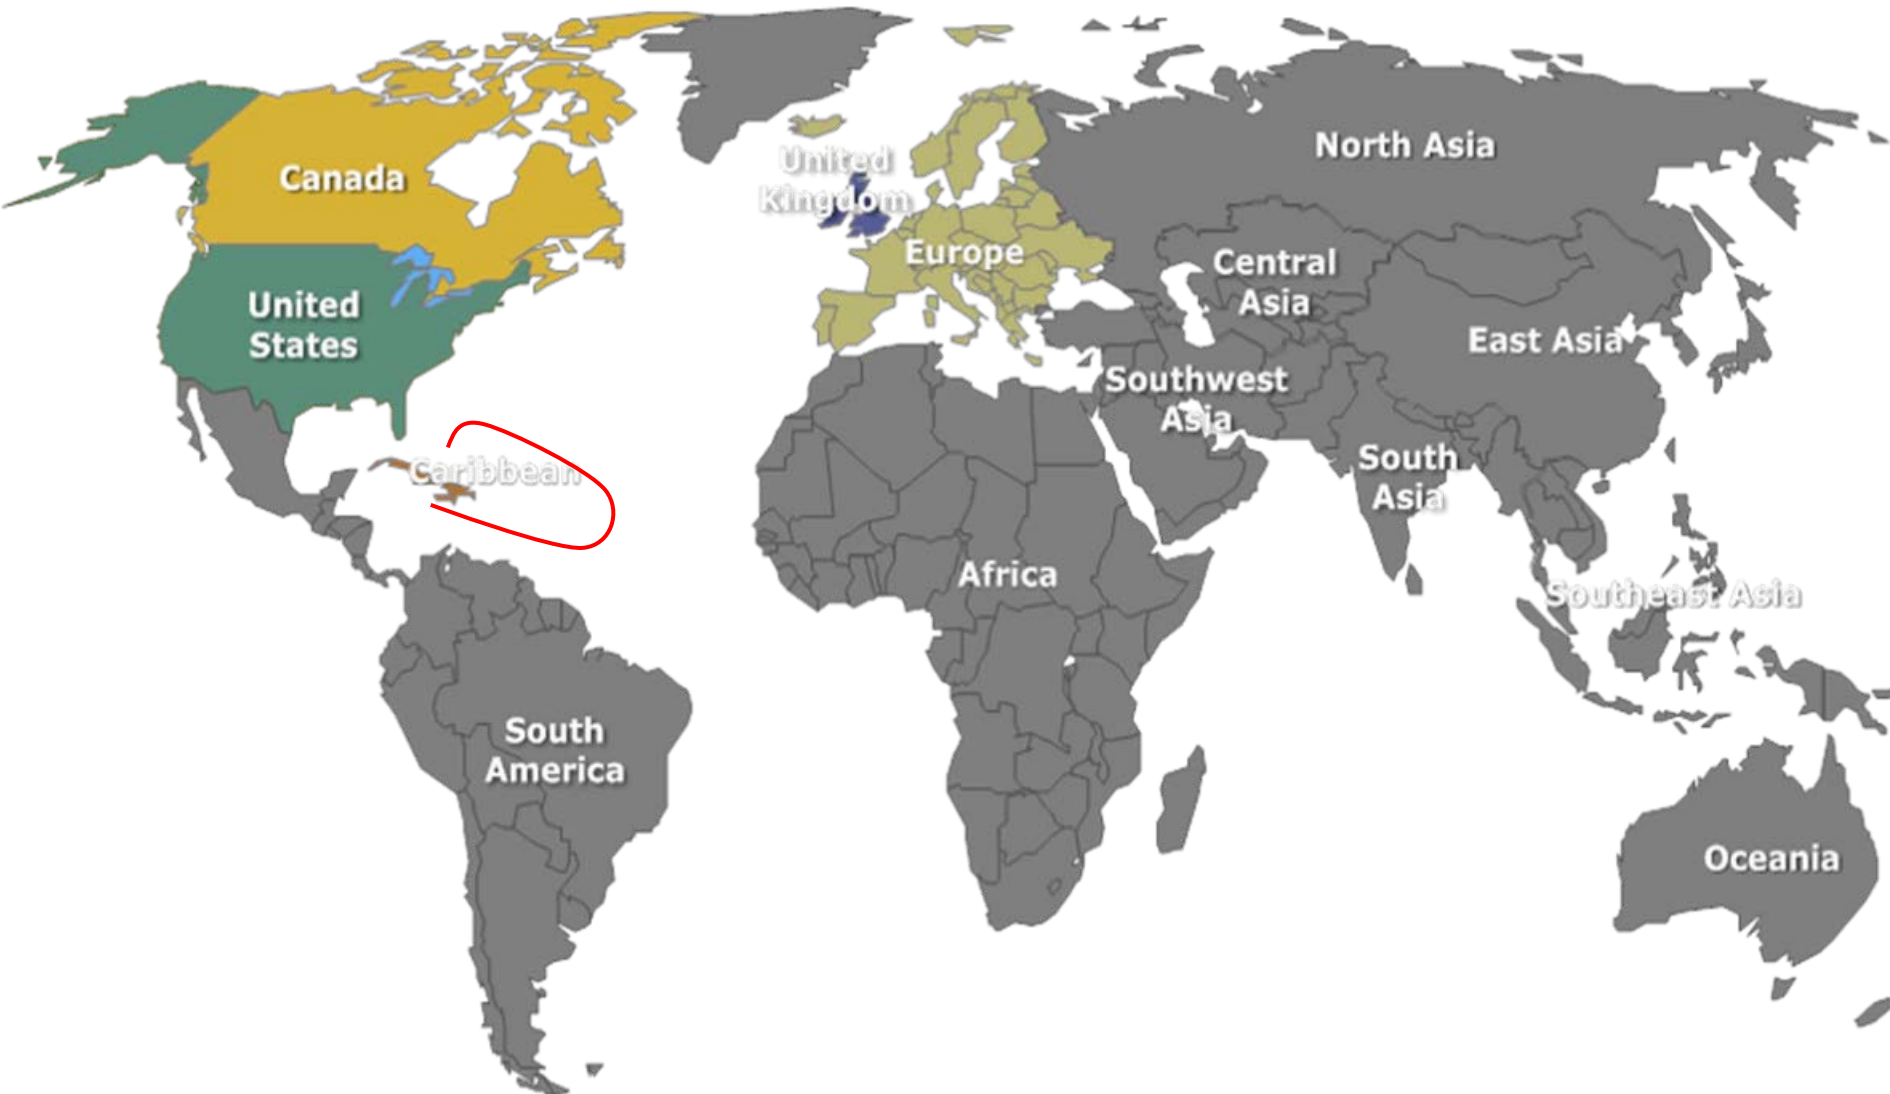 North Asia
United
Kingdom
Canada
Europe
Central
Asia
United
States
East Asia
Southwest
Asia
Caribbean
South
Asia
Africa
Southeast Asia
South
America
Oceania